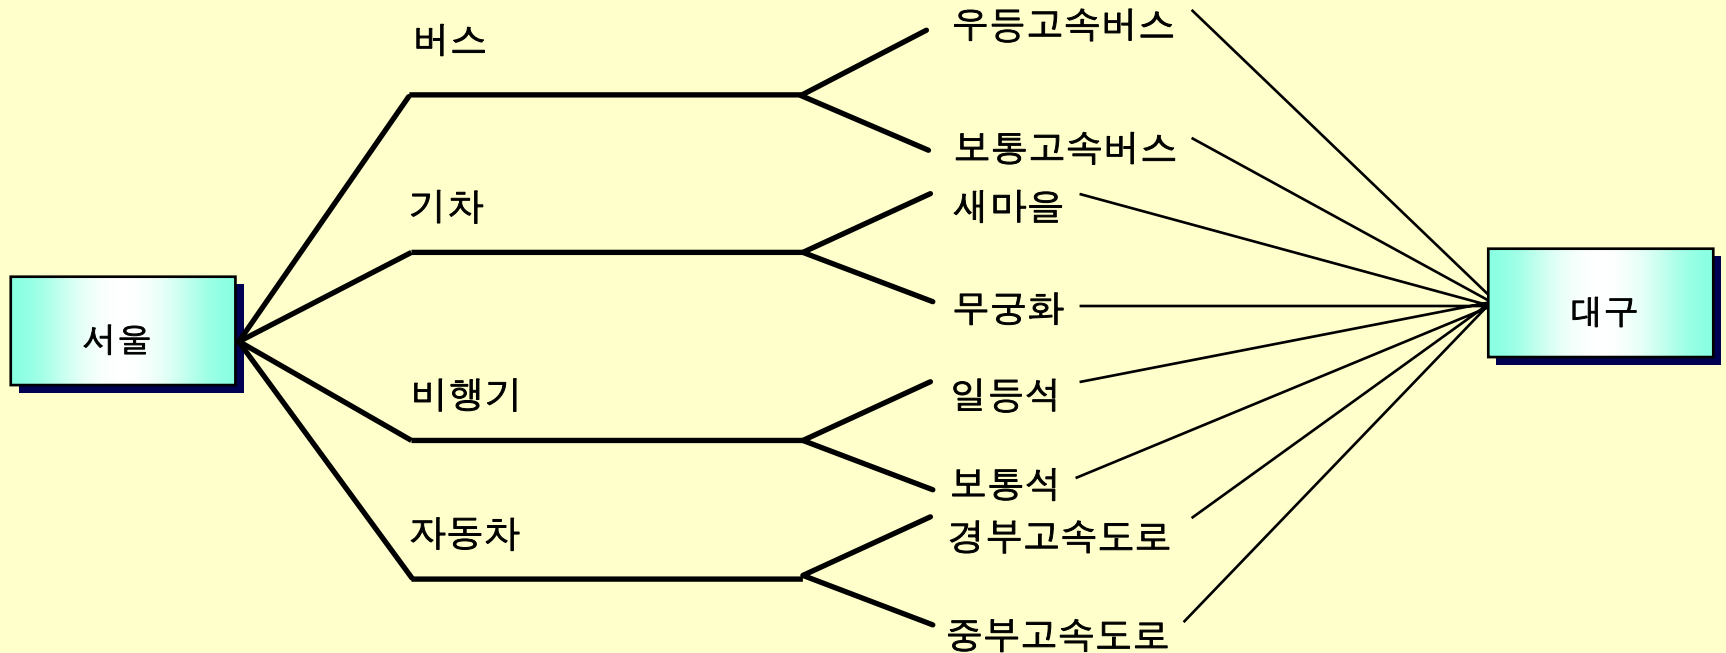 서울
버스
우등고속버스
보통고속버스
기차
새마을
무궁화
비행기
일등석
보통석
자동차
경부고속도로
중부고속도로
대구